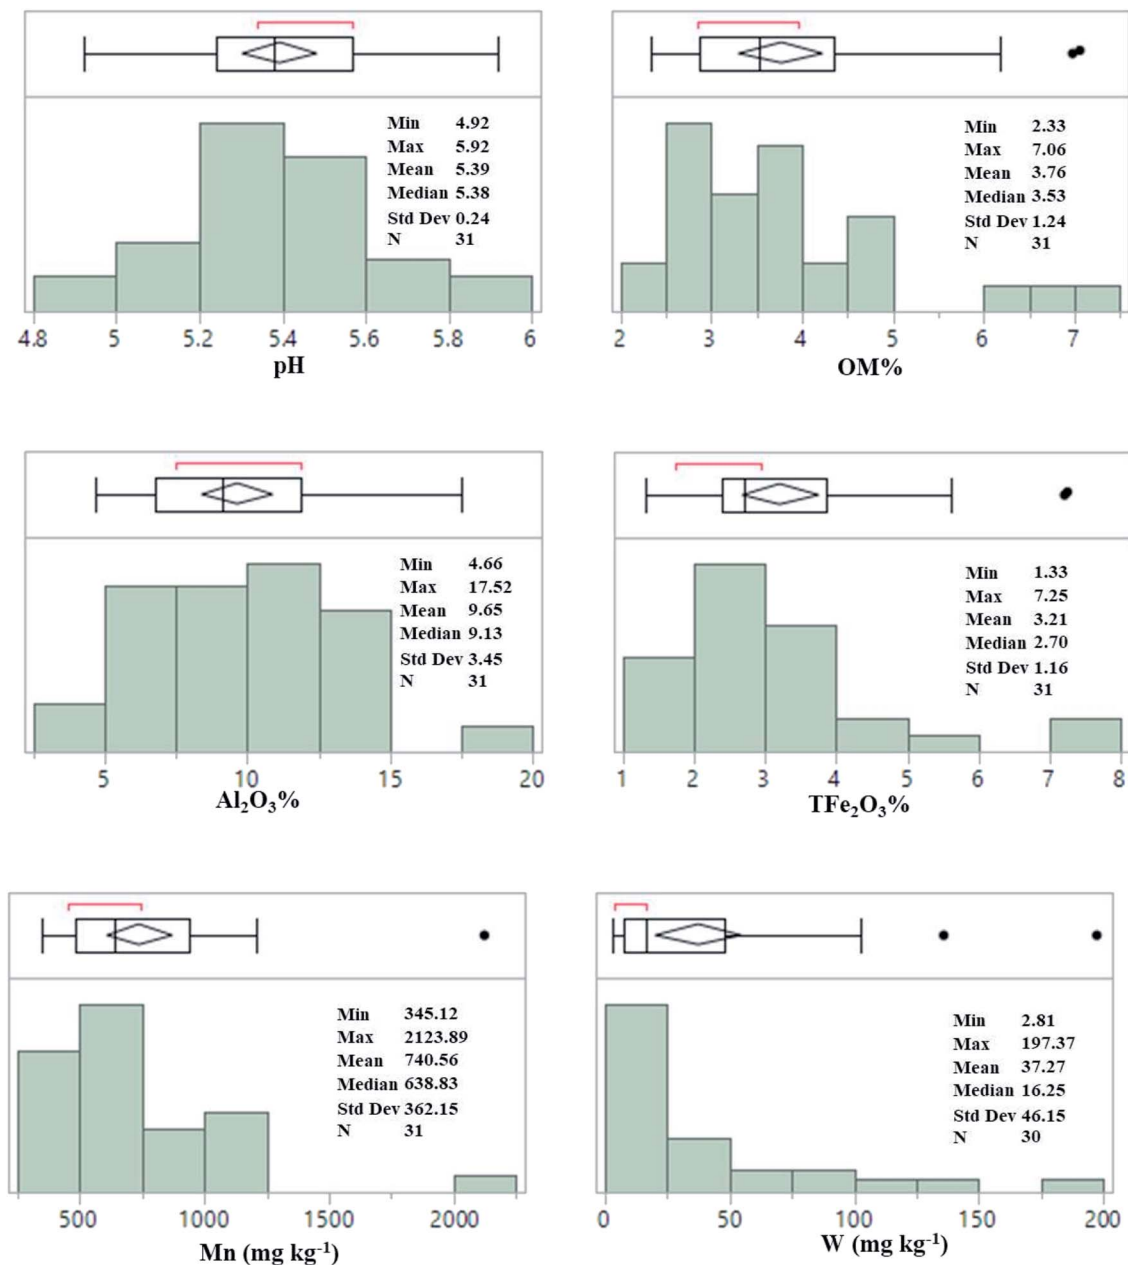 Min 4.92
Max 5.92
Mean 5.39
Median 5.38
Std Dev 0.24
N 31
4.8 5 5.2 5.4 5.6 5.8 6
pH
Min 2.33
Max 7.06
Mean 3.76
Median 3.53
Std Dev 1.24
N 31
2 3 4 5 6 7
OM%
Min 4.66
Max 17.52
Mean 9.65
Median 9.13
Std Dev 3.45
N 31
5 10 15 20
Al₂O₃%
Min 1.33
Max 7.25
Mean 3.21
Median 2.70
Std Dev 1.16
N 31
1 2 3 4 5 6 7 8
TFe₂O₃%
Min 345.12
Max 2123.89
Mean 740.56
Median 638.83
Std Dev 362.15
N 31
500 1000 1500 2000
Mn (mg kg⁻¹)
Min 2.81
Max 197.37
Mean 37.27
Median 16.25
Std Dev 46.15
N 30
0 50 100 150 200
W (mg kg⁻¹)